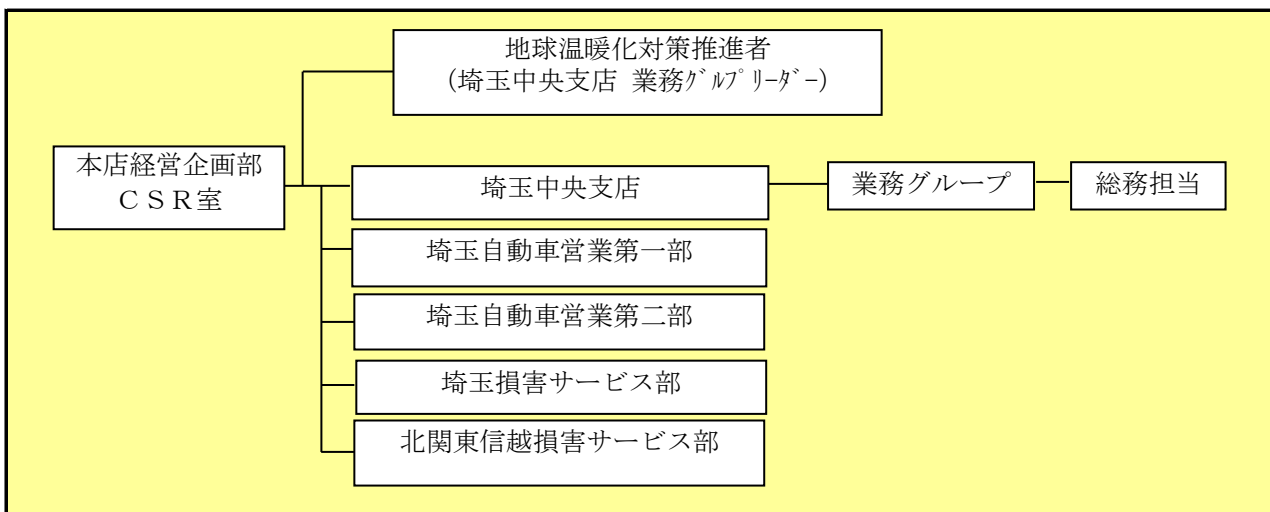 地球温暖化対策推進者
(埼玉中央支店 業務ｸﾞﾙﾌﾟﾘｰﾀﾞｰ)
本店経営企画部
ＣＳＲ室
埼玉中央支店
業務グループ
総務担当
埼玉自動車営業第一部
埼玉自動車営業第二部
埼玉損害サービス部
北関東信越損害サービス部